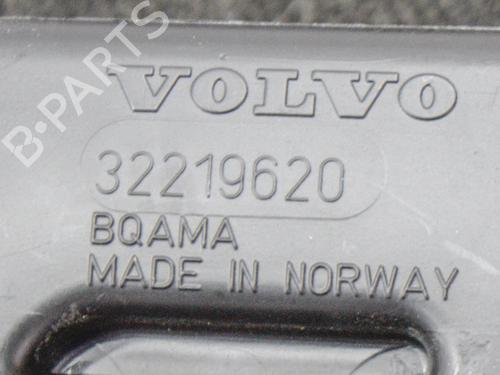 B-PARTS
VOLVO
32219620
BQAMA
MADE IN NORWAY